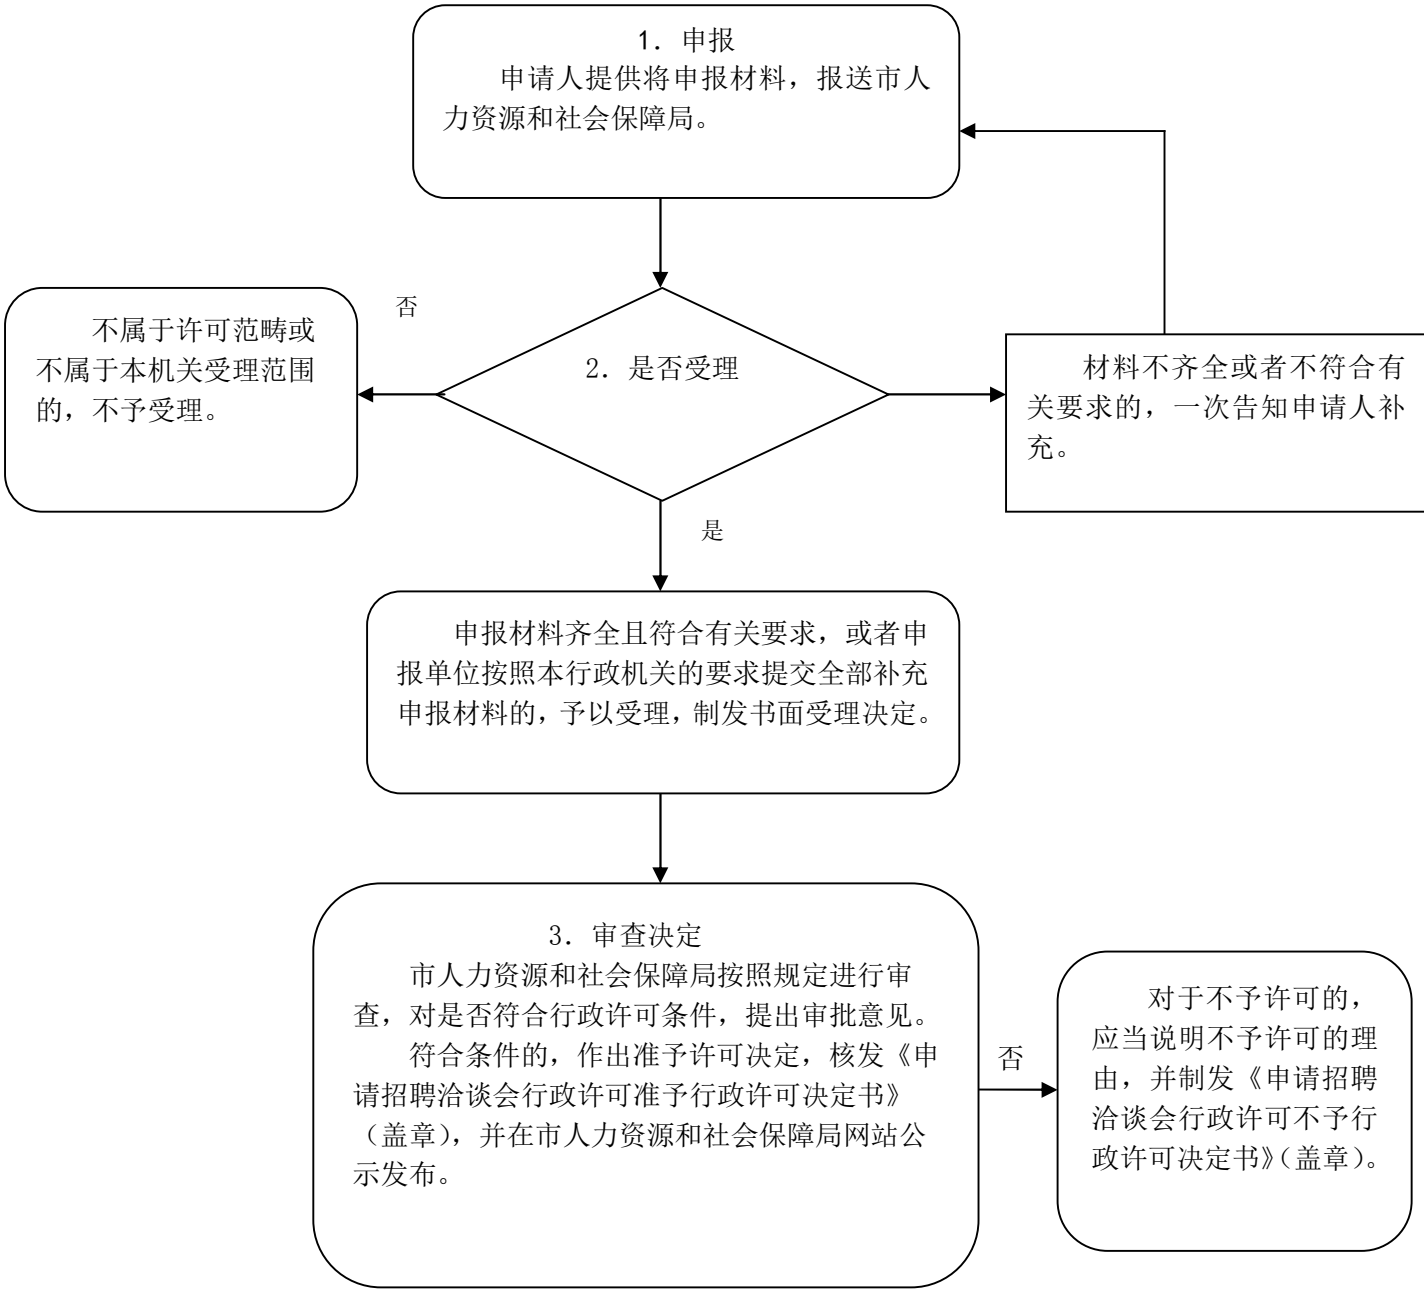 1. 申报
申请人提供将申报材料，报送市人
力资源和社会保障局。
否
不属于许可范畴或
不属于本机关受理范围
的，不予受理。
2. 是否受理
材料不齐全或者不符合有
关要求的，一次告知申请人补
充。
是
申报材料齐全且符合有关要求，或者申
报单位按照本行政机关的要求提交全部补充
申报材料的，予以受理，制发书面受理决定。
3. 审查决定
市人力资源和社会保障局按照规定进行审
查，对是否符合行政许可条件，提出审批意见。
符合条件的，作出准予许可决定，核发《申
请招聘洽谈会行政许可准予行政许可决定书》
（盖章），并在市人力资源和社会保障局网站公
示发布。
否
对于不予许可的，
应当说明不予许可的理
由，并制发《申请招聘
洽谈会行政许可不予行
政许可决定书》（盖章）。